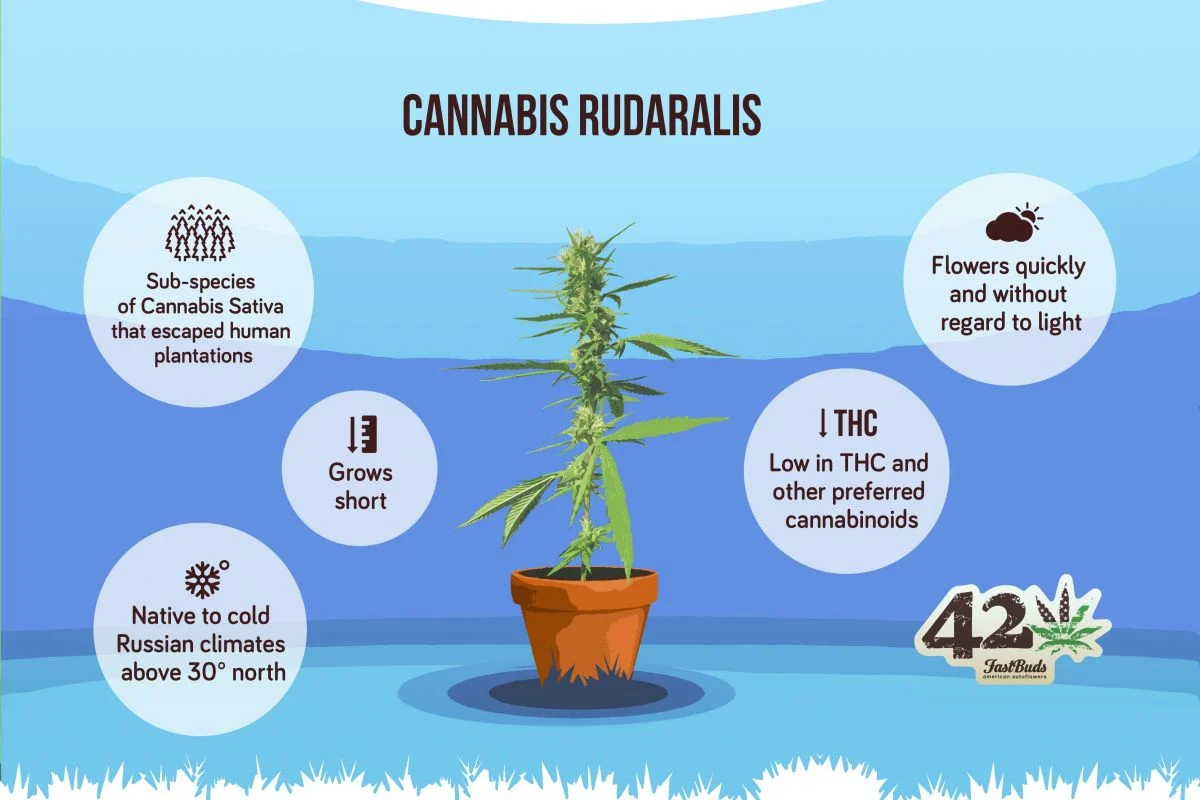 CANNABIS RUDARALIS
Sub-species
of Cannabis Sativa
that escaped human
plantations
Flowers quickly
and without
regard to light
Grows
short
THC
Low in THC and
other preferred
cannabinoids
Native to cold
Russian climates
above 30° north
42
FastBuds
american autoflowers